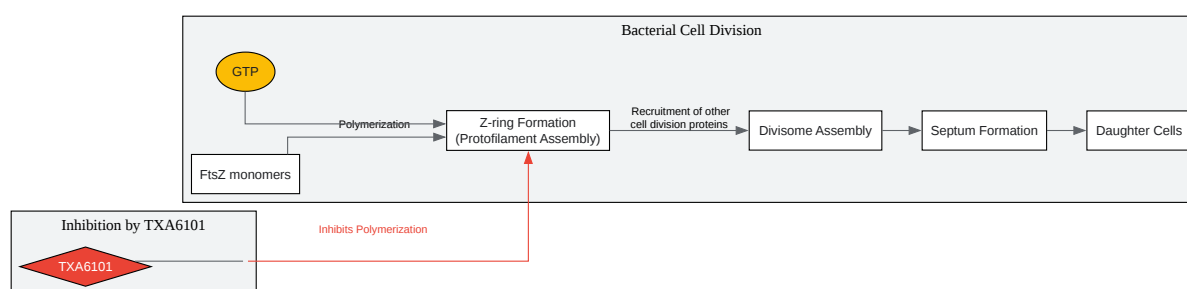 Bacterial Cell Division
GTP
Polymerization
FtsZ monomers
Z-ring Formation
(Protofilament Assembly)
Recruitment of other
cell division proteins
Divisome Assembly
Septum Formation
Daughter Cells
Inhibition by TXA6101
TXA6101
Inhibits Polymerization